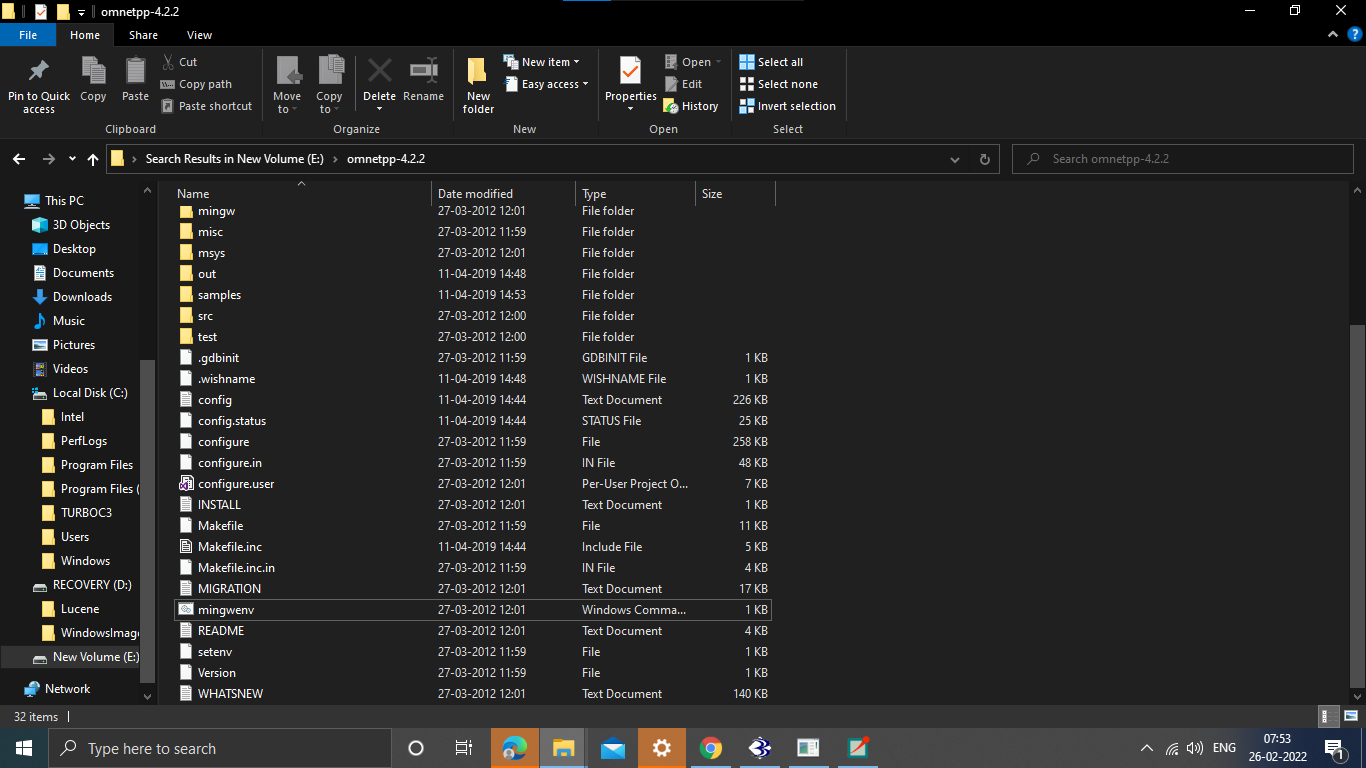 omnetpp-4.2.2
File Home Share View
Pin to Quick access
Copy
Paste
Cut
Copy path
Paste shortcut
Clipboard
Move to
Copy to
Delete
Rename
Organize
New folder
New item
Easy access
New
Properties
Open
Edit
History
Open
Select all
Select none
Invert selection
Select
Search Results in New Volume (E:) omnetpp-4.2.2
Search omnetpp-4.2.2
This PC
3D Objects
Desktop
Documents
Downloads
Music
Pictures
Videos
Local Disk (C:)
Intel
PerfLogs
Program Files
Program Files (
TURBOC3
Users
Windows
RECOVERY (D:)
Lucene
WindowsImag
New Volume (E:)
Network
Name Date modified Type Size
mingw 27-03-2012 12:01 File folder
misc 27-03-2012 11:59 File folder
msys 27-03-2012 12:01 File folder
out 11-04-2019 14:48 File folder
samples 11-04-2019 14:53 File folder
src 27-03-2012 12:00 File folder
test 27-03-2012 12:00 File folder
.gdbinit 27-03-2012 11:59 GDBINIT File 1 KB
.wishname 11-04-2019 14:48 WISHNAME File 1 KB
config 11-04-2019 14:44 Text Document 226 KB
config.status 11-04-2019 14:44 STATUS File 25 KB
configure 27-03-2012 11:59 File 258 KB
configure.in 27-03-2012 11:59 IN File 48 KB
configure.user 27-03-2012 12:01 Per-User Project O... 7 KB
INSTALL 27-03-2012 12:01 Text Document 1 KB
Makefile 27-03-2012 11:59 File 11 KB
Makefile.inc 11-04-2019 14:44 Include File 5 KB
Makefile.inc.in 27-03-2012 11:59 IN File 4 KB
MIGRATION 27-03-2012 12:01 Text Document 17 KB
mingwenv 27-03-2012 12:01 Windows Comma... 1 KB
README 27-03-2012 12:01 Text Document 4 KB
setenv 27-03-2012 11:59 File 1 KB
Version 27-03-2012 11:59 File 1 KB
WHATSNEW 27-03-2012 12:01 Text Document 140 KB
32 items
Type here to search
ENG
07:53
26-02-2022
1